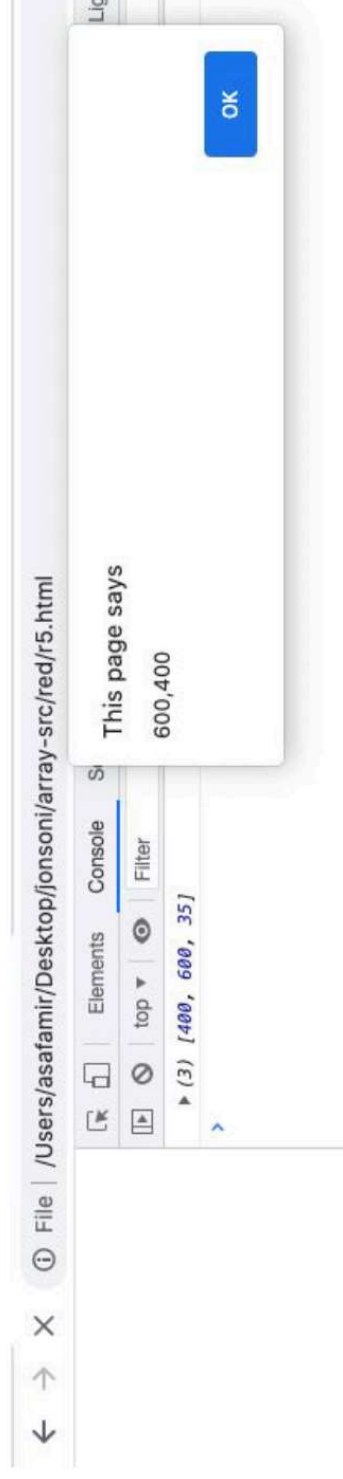 File | /Users/asafamir/Desktop/jonsoni/array-src/red/r5.html
Elements Console
top ▾ Filter
▸ (3) [400, 600, 35]
>
This page says
600,400
OK